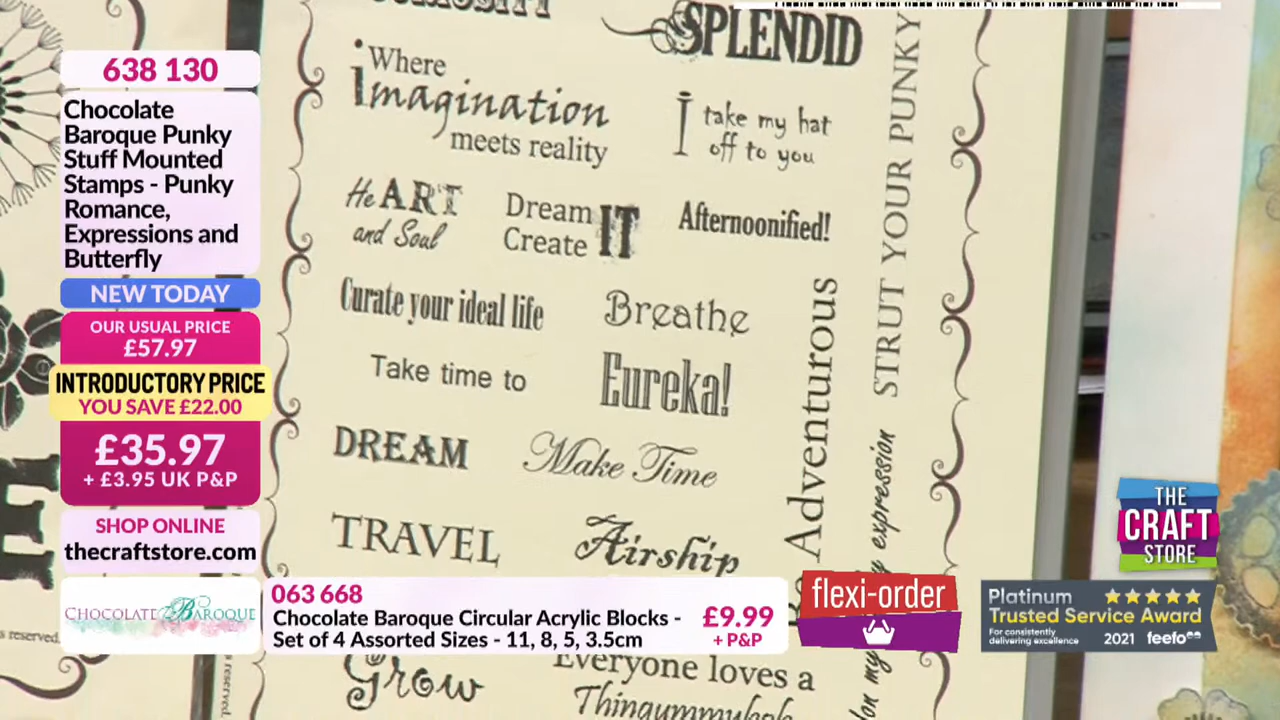 638 130
Chocolate
Baroque Punky
Stuff Mounted
Stamps - Punky
Romance,
Expressions and
Butterfly
NEW TODAY
OUR USUAL PRICE
£57.97
INTRODUCTORY PRICE
YOU SAVE £22.00
£35.97
+ £3.95 UK P&P
SHOP ONLINE
thecraftstore.com
CHOCOLATE BAROQUE
SPLENDID
Where
imagination
meets reality
I take my hat
off to you
HeART
and Soul
Dream
Create IT
Afternoonified!
Curate your ideal life
Breathe
Take time to
Eureka!
DREAM
Make Time
TRAVEL
Airship
Adventurous
STRUT YOUR PUNKY
my expression
063 668
Chocolate Baroque Circular Acrylic Blocks -
Set of 4 Assorted Sizes - 11, 8, 5, 3.5cm
£9.99
+ P&P
flexi-order
THE
CRAFT
STORE
Platinum
Trusted Service Award
For consistently
delivering excellence
2021 feefo
s reserved.
reserved.
Grow
Everyone loves a